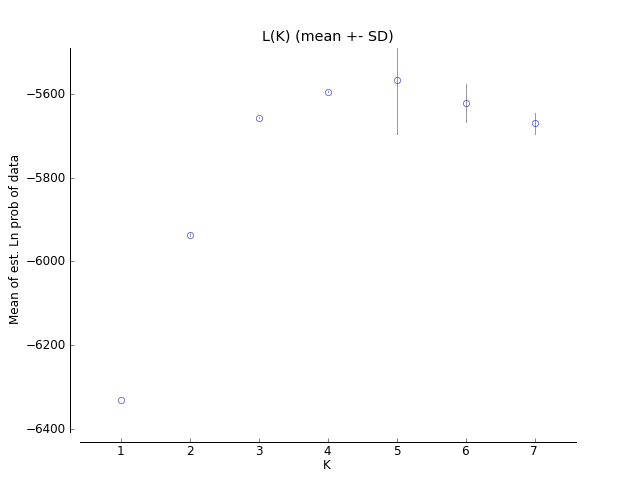 L(K) (mean +- SD)
Mean of est. Ln prob of data
−5600
−5800
−6000
−6200
−6400
1 2 3 4 5 6 7
K